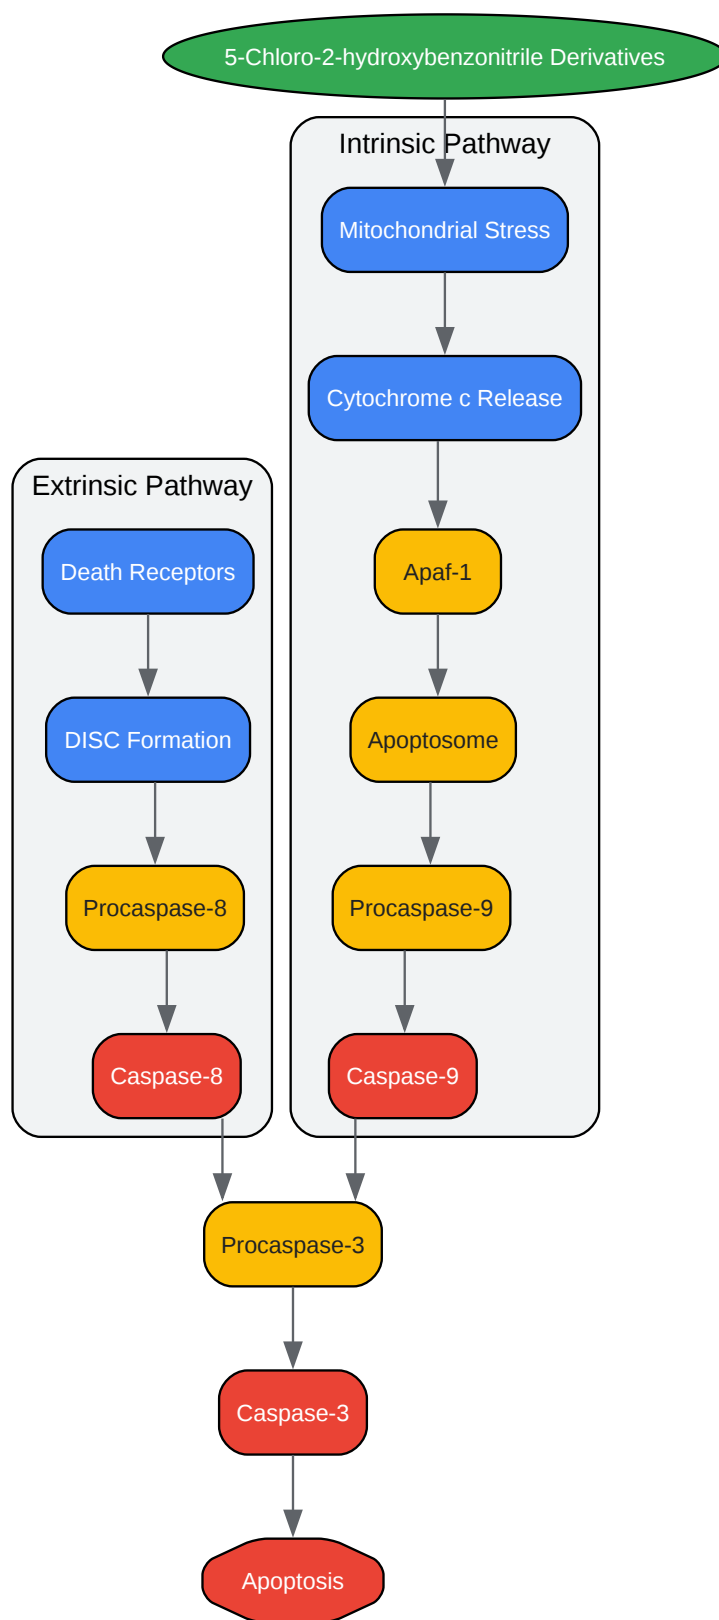 5-Chloro-2-hydroxybenzonitrile Derivatives
Intrinsic Pathway
Mitochondrial Stress
Cytochrome c Release
Extrinsic Pathway
Death Receptors
Apaf-1
DISC Formation
Apoptosome
Procaspase-8
Procaspase-9
Caspase-8
Caspase-9
Procaspase-3
Caspase-3
Apoptosis